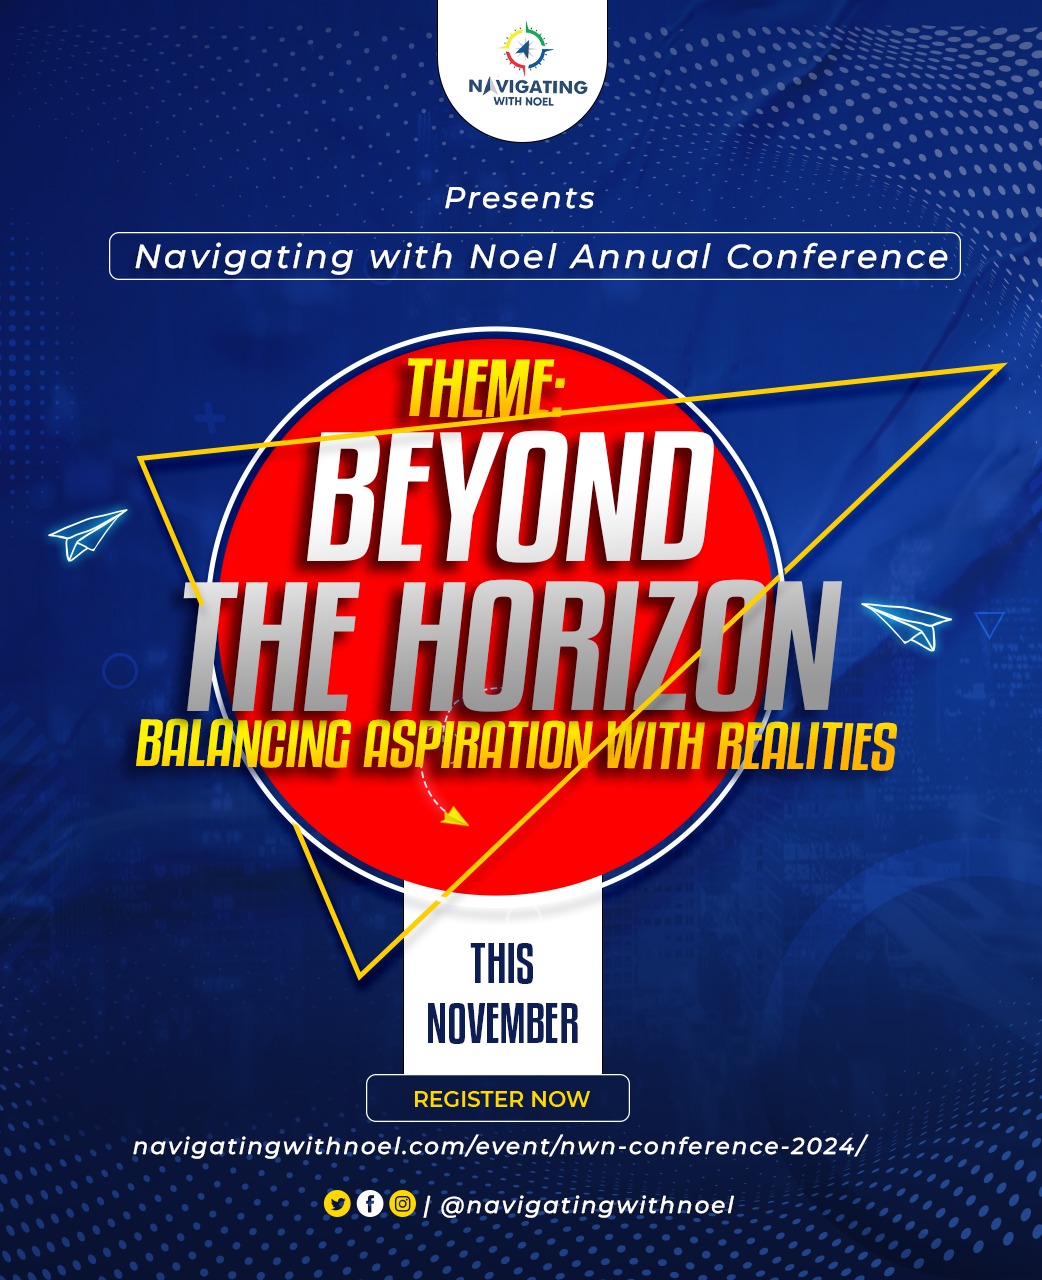 NAVIGATING
WITH NOEL
Presents
Navigating with Noel Annual Conference
THEME:
BEYOND
THE HORIZON
BALANCING ASPIRATION WITH REALITIES
THIS
NOVEMBER
REGISTER NOW
navigatingwithnoel.com/event/nwn-conference-2024/
| @navigatingwithnoel